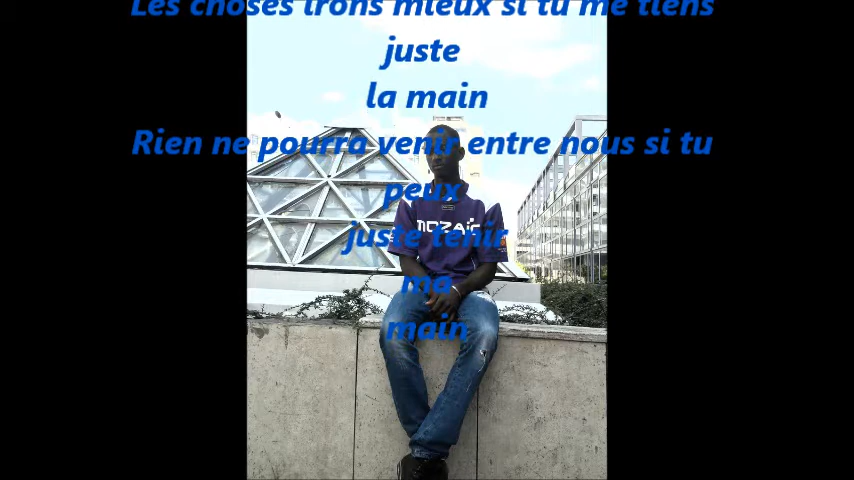 Les choses irons mieux si tu me tiens
juste
la main
Rien ne pourra venir entre nous si tu
peux
MOZAIC
juste tenir
ma
main